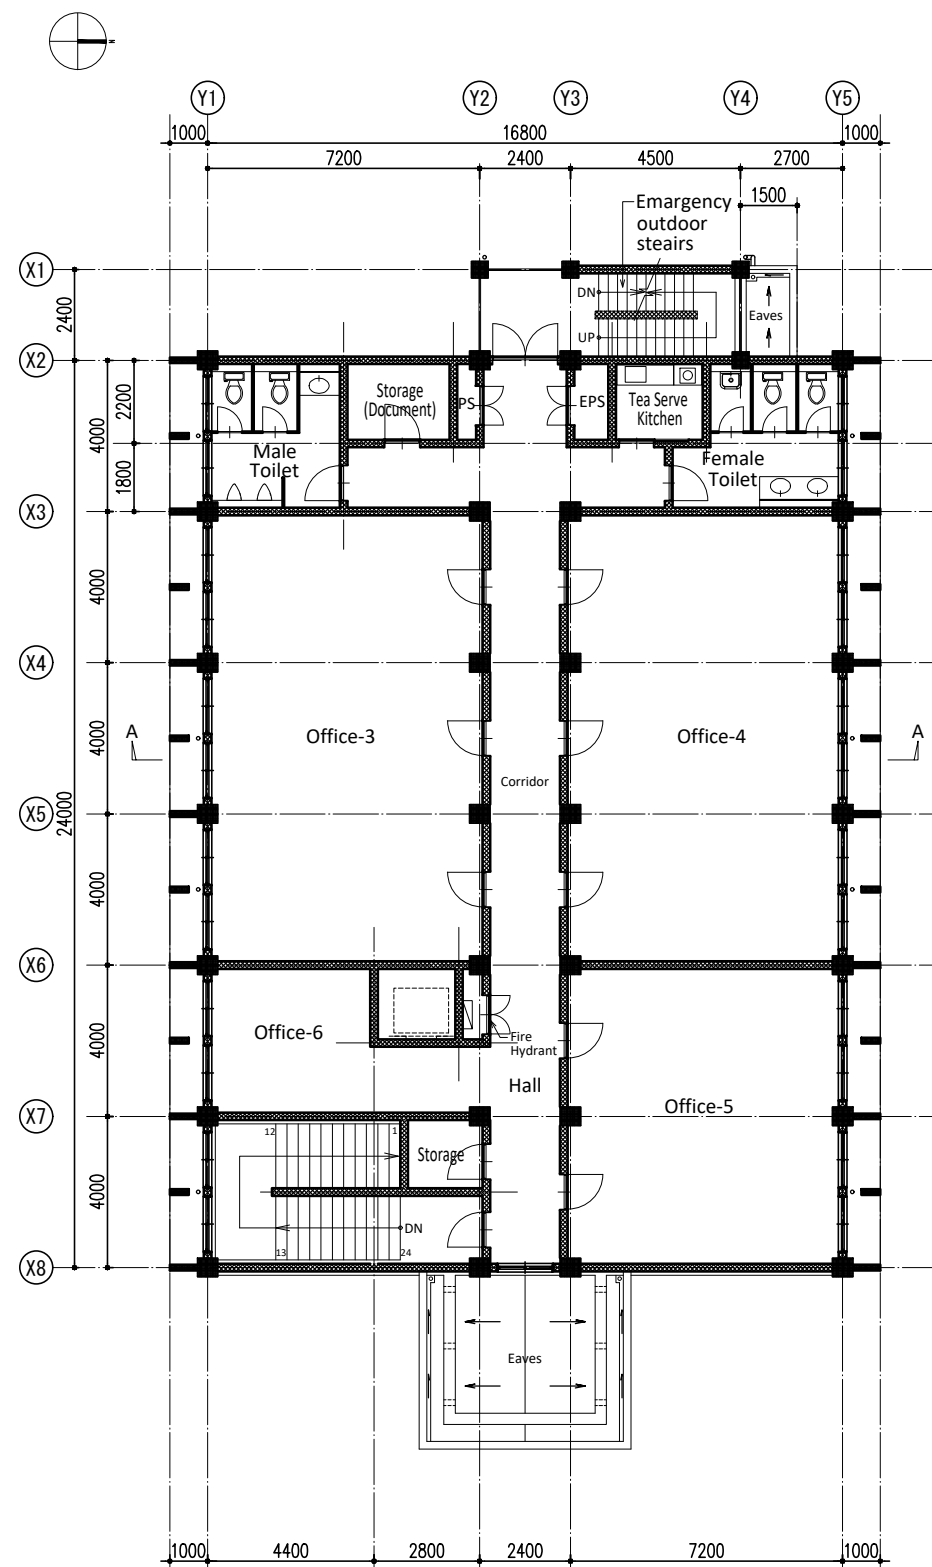 N
Y1
Y2
Y3
Y4
Y5
1000
16800
1000
7200
2400
4500
2700
1500
Emargency
outdoor
steairs
X1
DN
UP
Eaves
2400
X2
2200
4000
1800
Storage
(Document)
PS
EPS
Tea Serve
Kitchen
Male
Toilet
Female
Toilet
X3
4000
X4
A
Office-3
4000
Office-4
A
Corridor
X5
24000
4000
X6
Office-6
4000
Fire
Hydrant
Hall
Office-5
X7
12
1
Storage
4000
DN
13
24
X8
Eaves
1000
4400
2800
2400
7200
1000